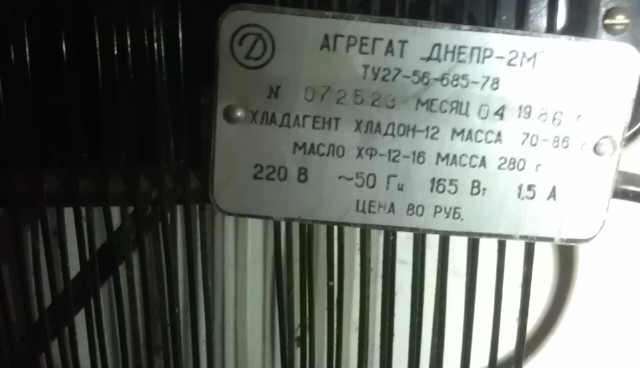 Д АГРЕГАТ „ДНЕПР-2М"
ТУ27-56-685-78
N 072523 МЕСЯЦ 04 1986 г
ХЛАДАГЕНТ ХЛАДОН-12 МАССА 70-86 г
МАСЛО ХФ-12-16 МАССА 280 г
220 В ~50 Гц 165 Вт 1,5 А
ЦЕНА 80 РУБ.